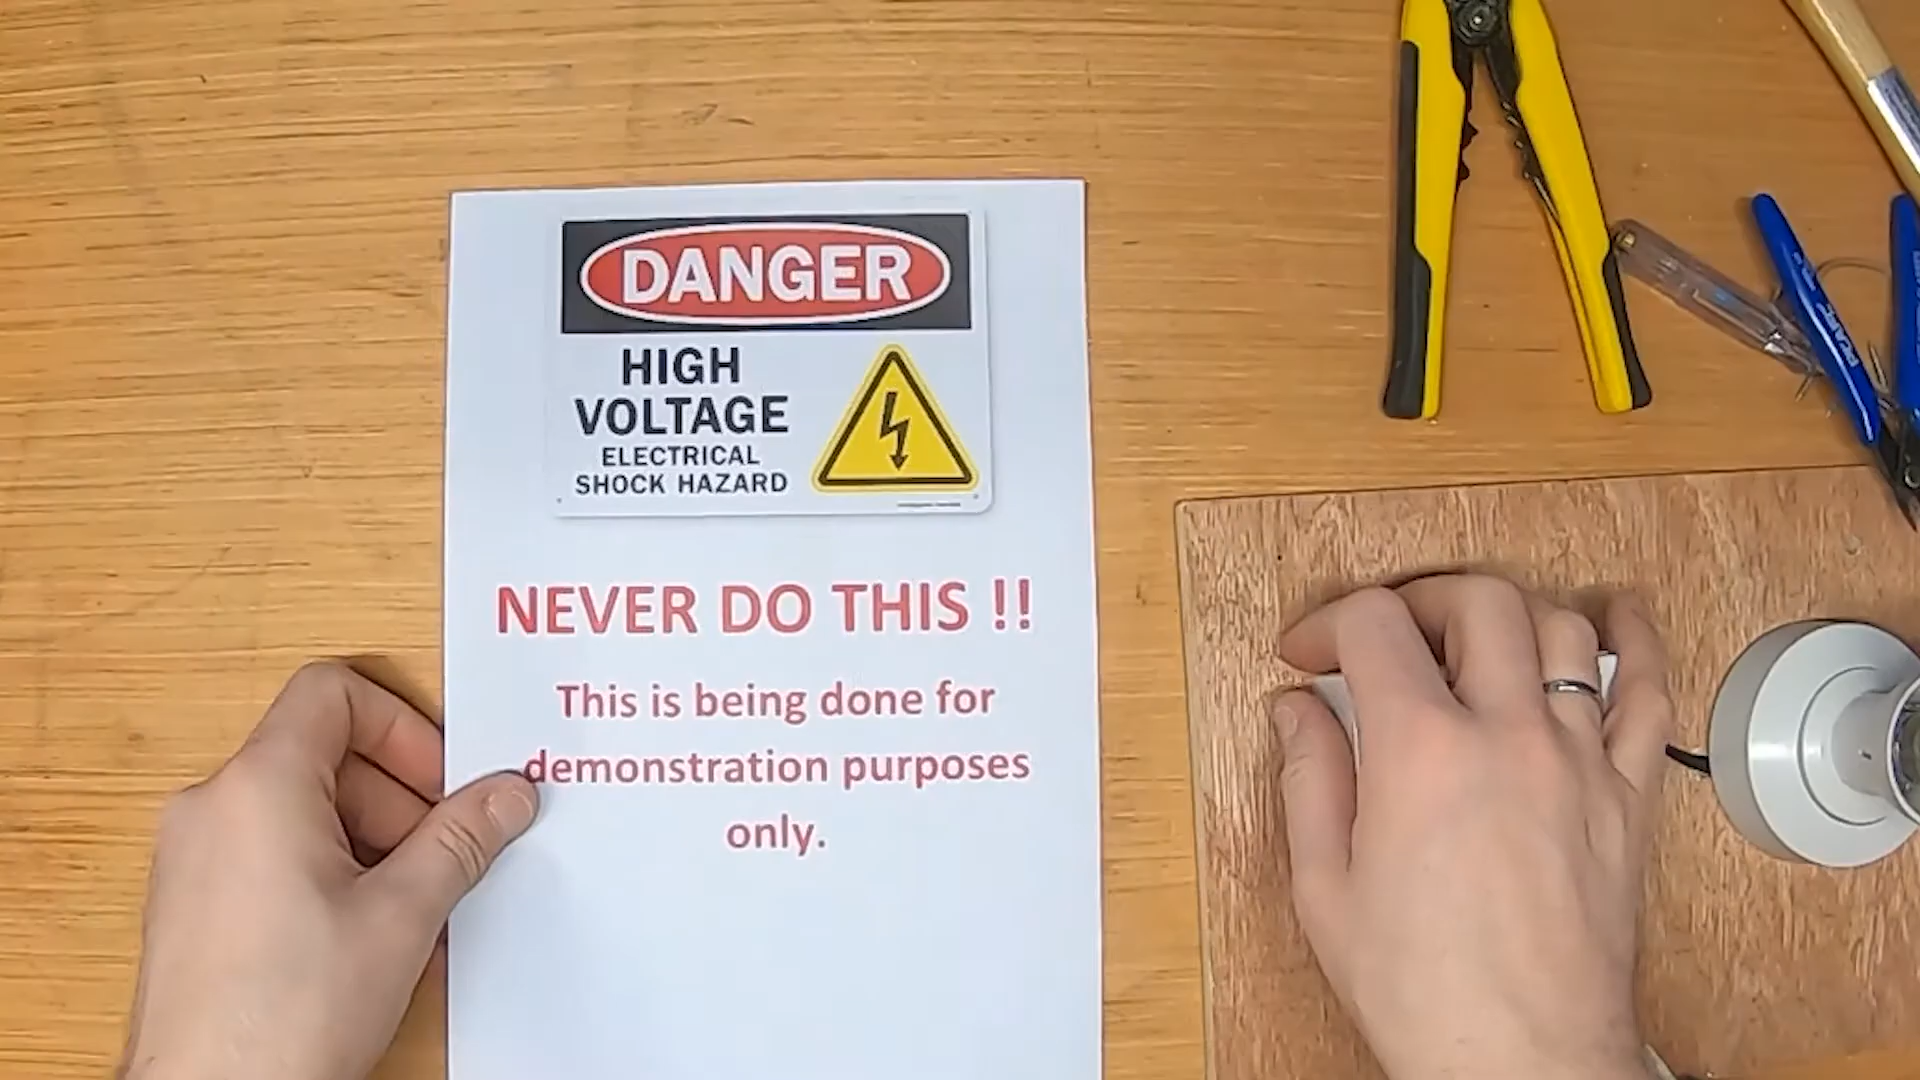 DANGER
HIGH
VOLTAGE
ELECTRICAL
SHOCK HAZARD
NEVER DO THIS !!
This is being done for
demonstration purposes
only.